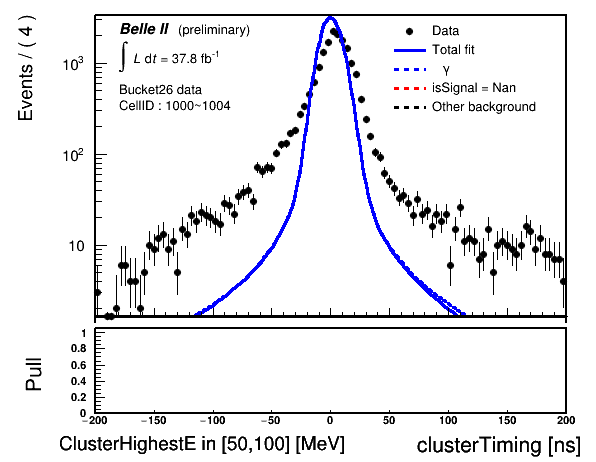 Events / ( 4 )
10³
10²
10
Belle II (preliminary)
∫ L dt = 37.8 fb⁻¹
Bucket26 data
CellID : 1000~1004
Data
Total fit
γ
isSignal = Nan
Other background
Pull
1
0.8
0.6
0.4
0.2
0
−200 −150 −100 −50 0 50 100 150 200
ClusterHighestE in [50,100] [MeV] clusterTiming [ns]